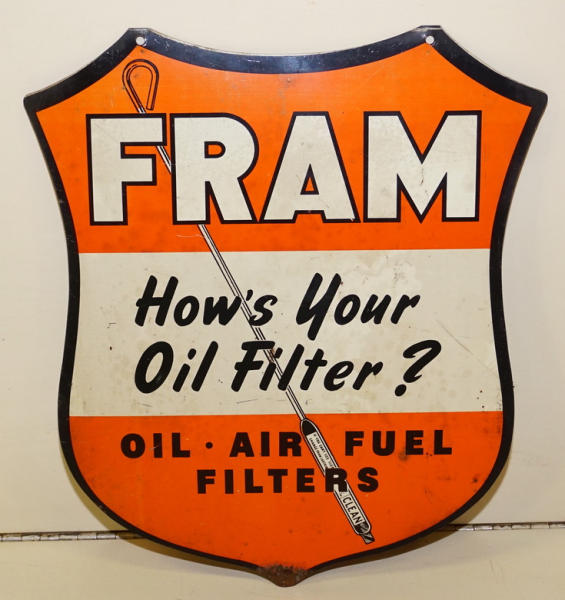 FRAM
How's Your
Oil Filter?
OIL · AIR FUEL
FILTERS
CLEAN